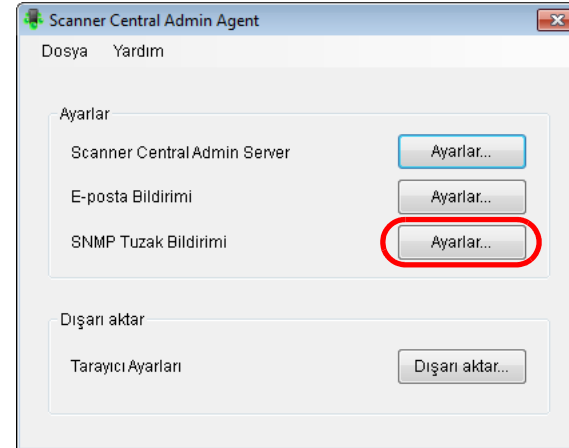 Scanner Central Admin Agent
Dosya Yardım
Ayarlar
Scanner Central Admin Server Ayarlar...
E-posta Bildirimi Ayarlar...
SNMP Tuzak Bildirimi Ayarlar...
Dışarı aktar
Tarayıcı Ayarları Dışarı aktar...